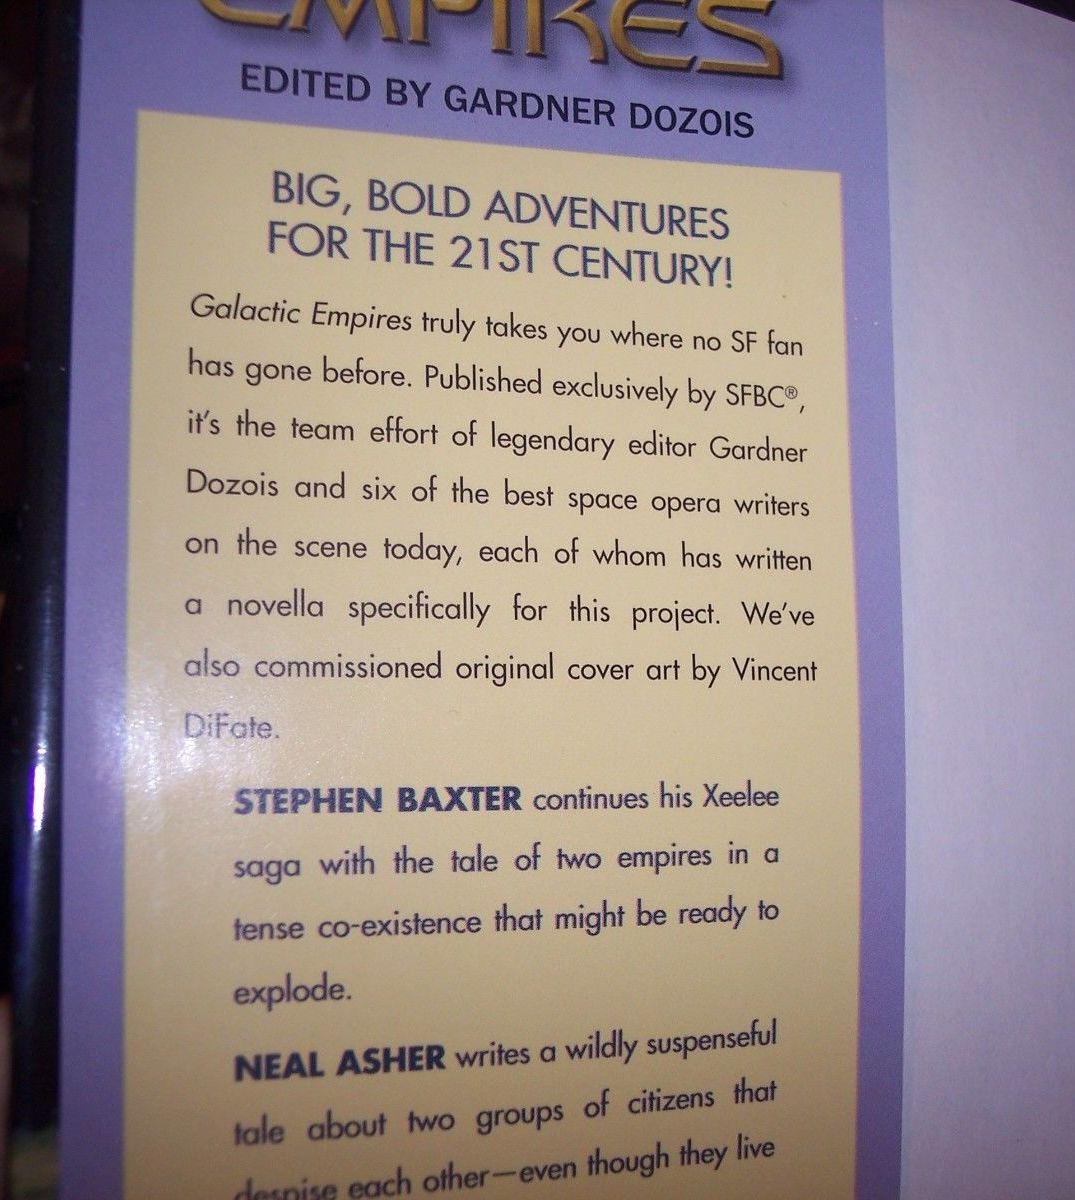 EMPIRES
EDITED BY GARDNER DOZOIS
BIG, BOLD ADVENTURES
FOR THE 21ST CENTURY!
Galactic Empires truly takes you where no SF fan
has gone before. Published exclusively by SFBC®,
it's the team effort of legendary editor Gardner
Dozois and six of the best space opera writers
on the scene today, each of whom has written
a novella specifically for this project. We've
also commissioned original cover art by Vincent
DiFate.
STEPHEN BAXTER continues his Xeelee
saga with the tale of two empires in a
tense co-existence that might be ready to
explode.
NEAL ASHER writes a wildly suspenseful
tale about two groups of citizens that
despise each other—even though they live